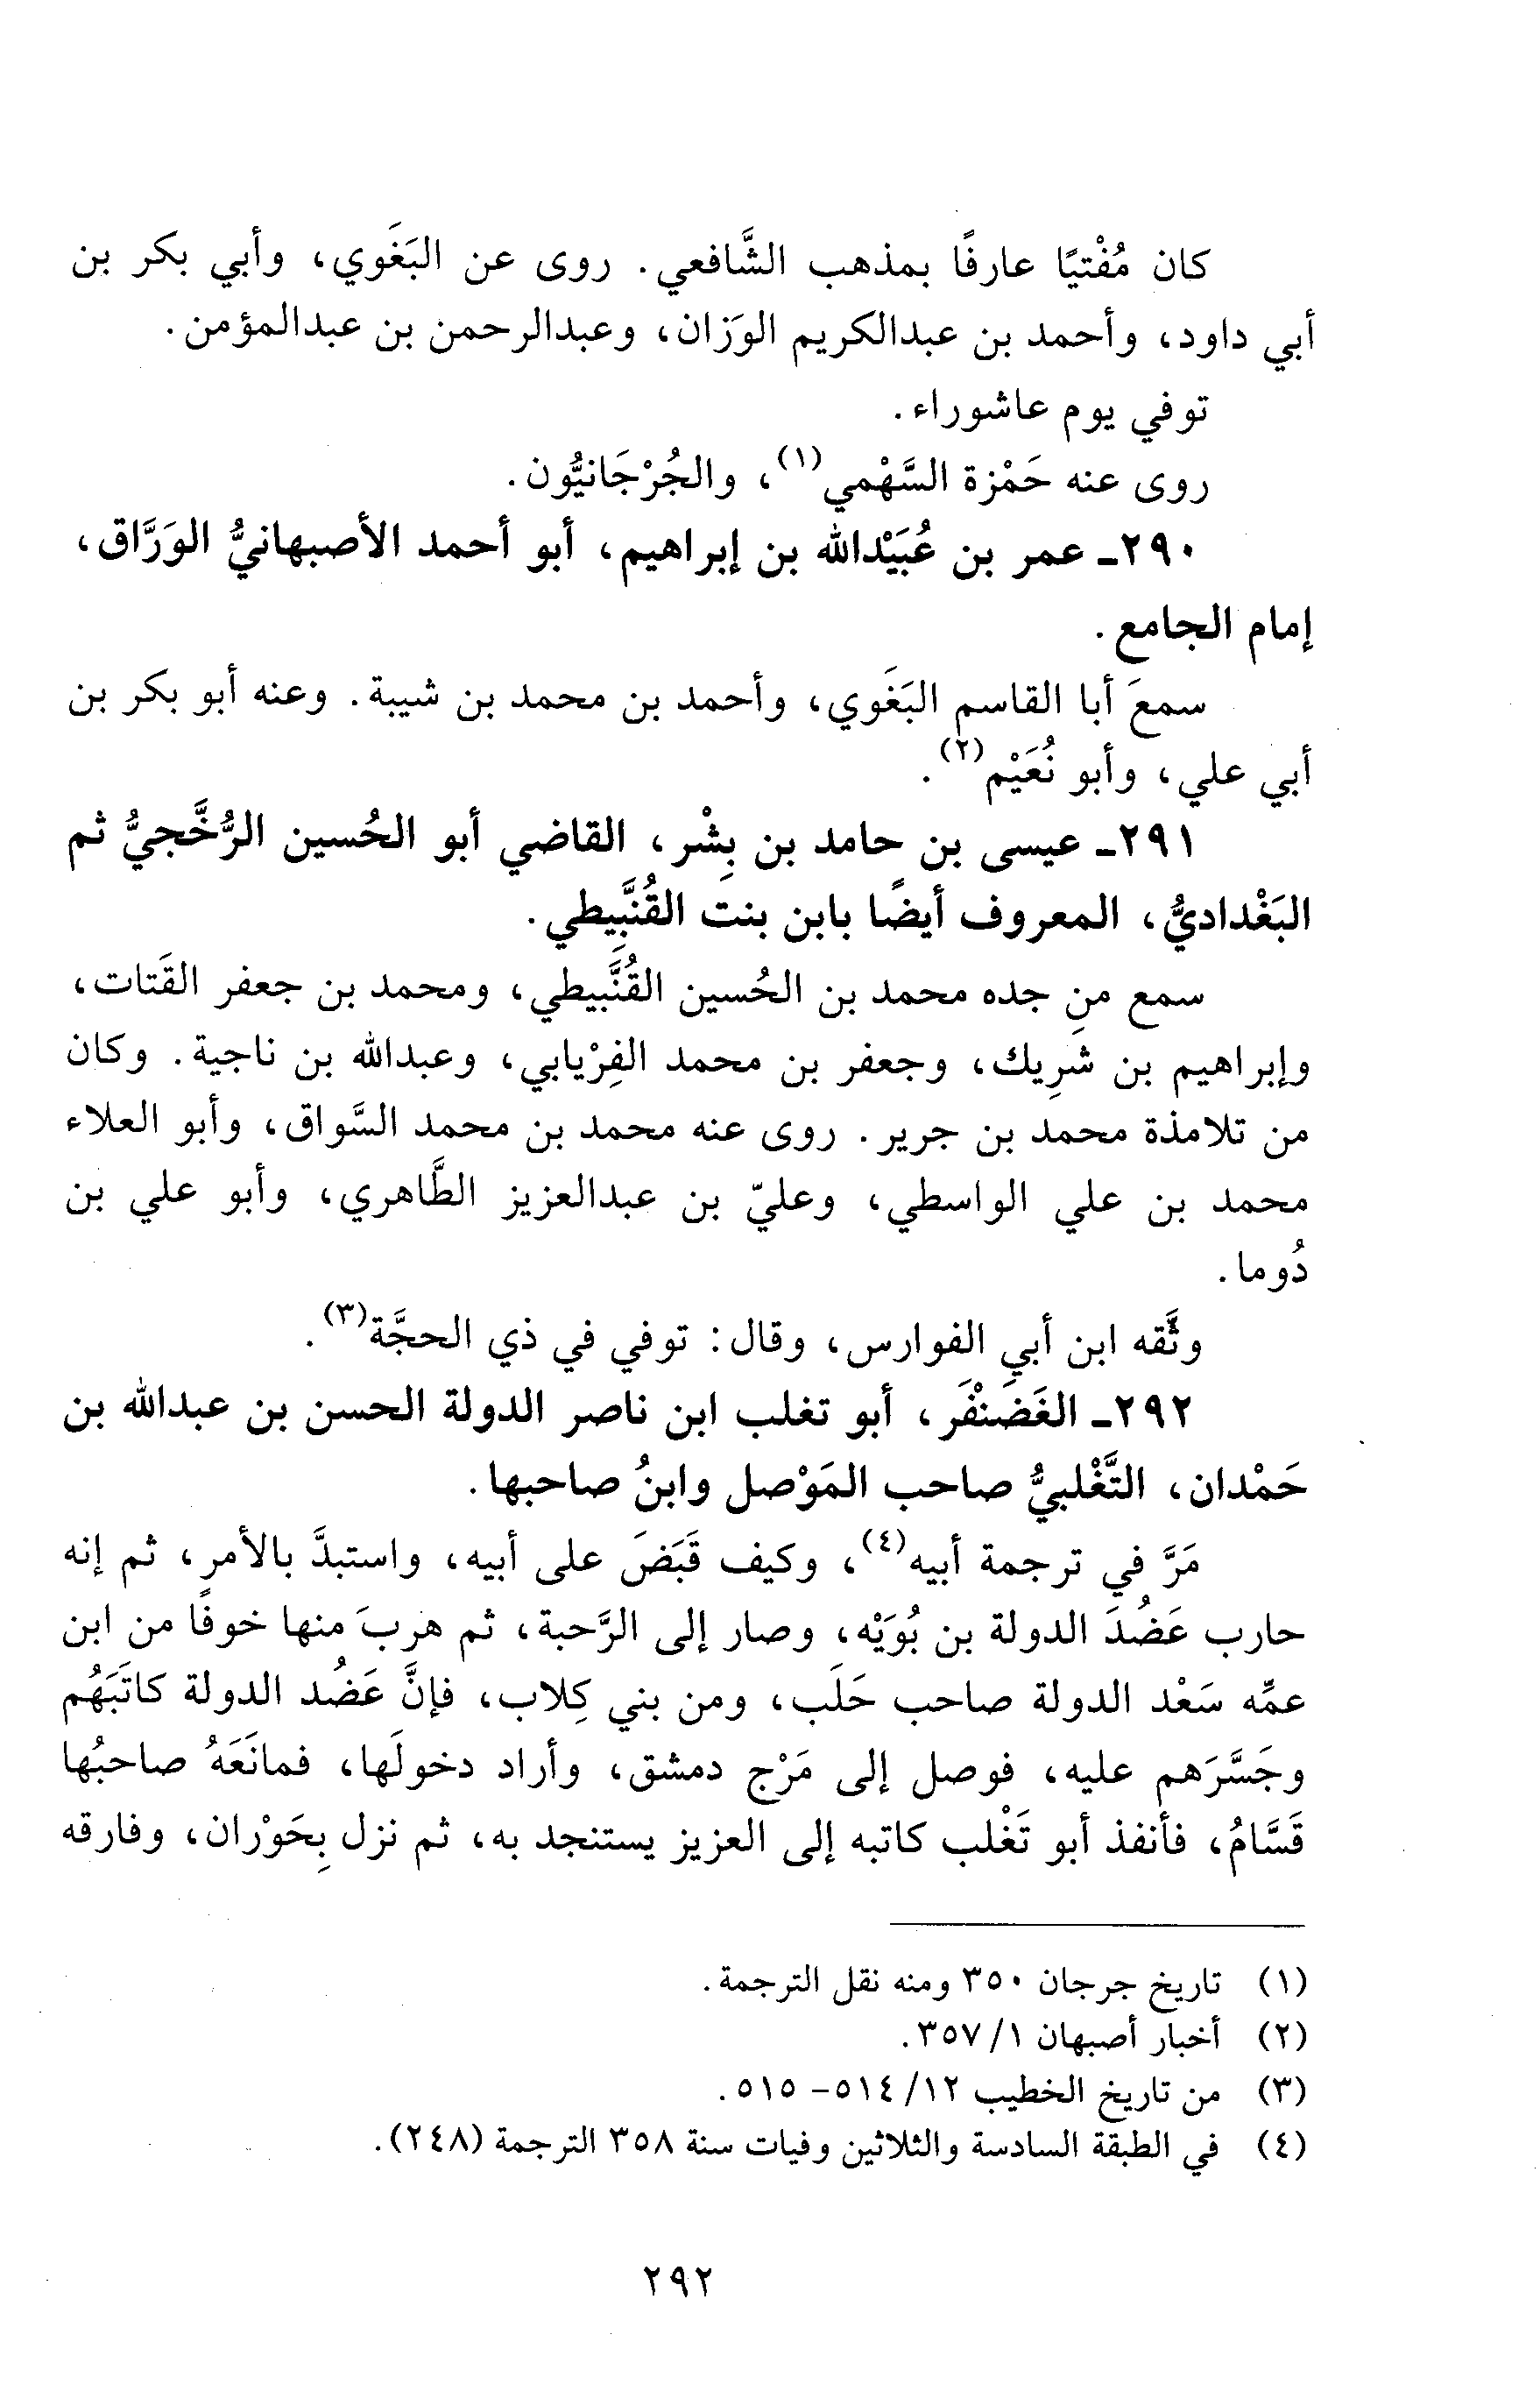 كان مُفْتيًا عارفًا بمذهب الشَّافعي. روى عن البَغَوي، وأبي بكر بن
أبي داود، وأحمد بن عبدالكريم الوَزان، وعبدالرحمن بن عبدالمؤمن.
توفي يوم عاشوراء.
روى عنه حَمْزة السَّهْمي(١)، والجُرْجَانيُّون.
٢٩٠- عمر بن عُبَيْدالله بن إبراهيم، أبو أحمد الأصبهانيُّ الوَرَّاق،
إمام الجامع.
سمعَ أبا القاسم البَغَوي، وأحمد بن محمد بن شيبة. وعنه أبو بكر بن
أبي علي، وأبو نُعَيْم(٢).
٢٩١- عيسى بن حامد بن بِشْر، القاضي أبو الحُسين الرُّخَّجيُّ ثم
البَغْداديُّ، المعروف أيضًا بابن بنت القُنَّبِيطي.
سمع من جده محمد بن الحُسين القُنَّبِيطي، ومحمد بن جعفر القَتات،
وإبراهيم بن شَرِيك، وجعفر بن محمد الفِرْيابي، وعبدالله بن ناجية. وكان
من تلامذة محمد بن جرير. روى عنه محمد بن محمد السَّواق، وأبو العلاء
محمد بن علي الواسطي، وعليّ بن عبدالعزيز الطَّاهري، وأبو علي بن
دُوما.
وثَّقه ابن أبي الفوارس، وقال: توفي في ذي الحجَّة(٣).
٢٩٢- الغَضَنْفَر، أبو تغلب ابن ناصر الدولة الحسن بن عبدالله بن
حَمْدان، التَّغْلبيُّ صاحب المَوْصل وابنُ صاحبها.
مَرَّ في ترجمة أبيه(٤)، وكيف قَبَضَ على أبيه، واستبدَّ بالأمر، ثم إنه
حارب عَضُدَ الدولة بن بُوَيْه، وصار إلى الرَّحبة، ثم هربَ منها خوفًا من ابن
عمِّه سَعْد الدولة صاحب حَلَب، ومن بني كِلاب، فإنَّ عَضُد الدولة كاتَبَهُم
وجَسَّرَهم عليه، فوصل إلى مَرْج دمشق، وأراد دخولَها، فمانَعَهُ صاحبُها
قَسَّامُ، فأنفذ أبو تَغْلب كاتبه إلى العزيز يستنجد به، ثم نزل بِحَوْران، وفارقه
(١) تاريخ جرجان ٣٥٠ ومنه نقل الترجمة.
(٢) أخبار أصبهان ١/ ٣٥٧.
(٣) من تاريخ الخطيب ١٢/ ٥١٤- ٥١٥.
(٤) في الطبقة السادسة والثلاثين وفيات سنة ٣٥٨ الترجمة (٢٤٨).
٢٩٢